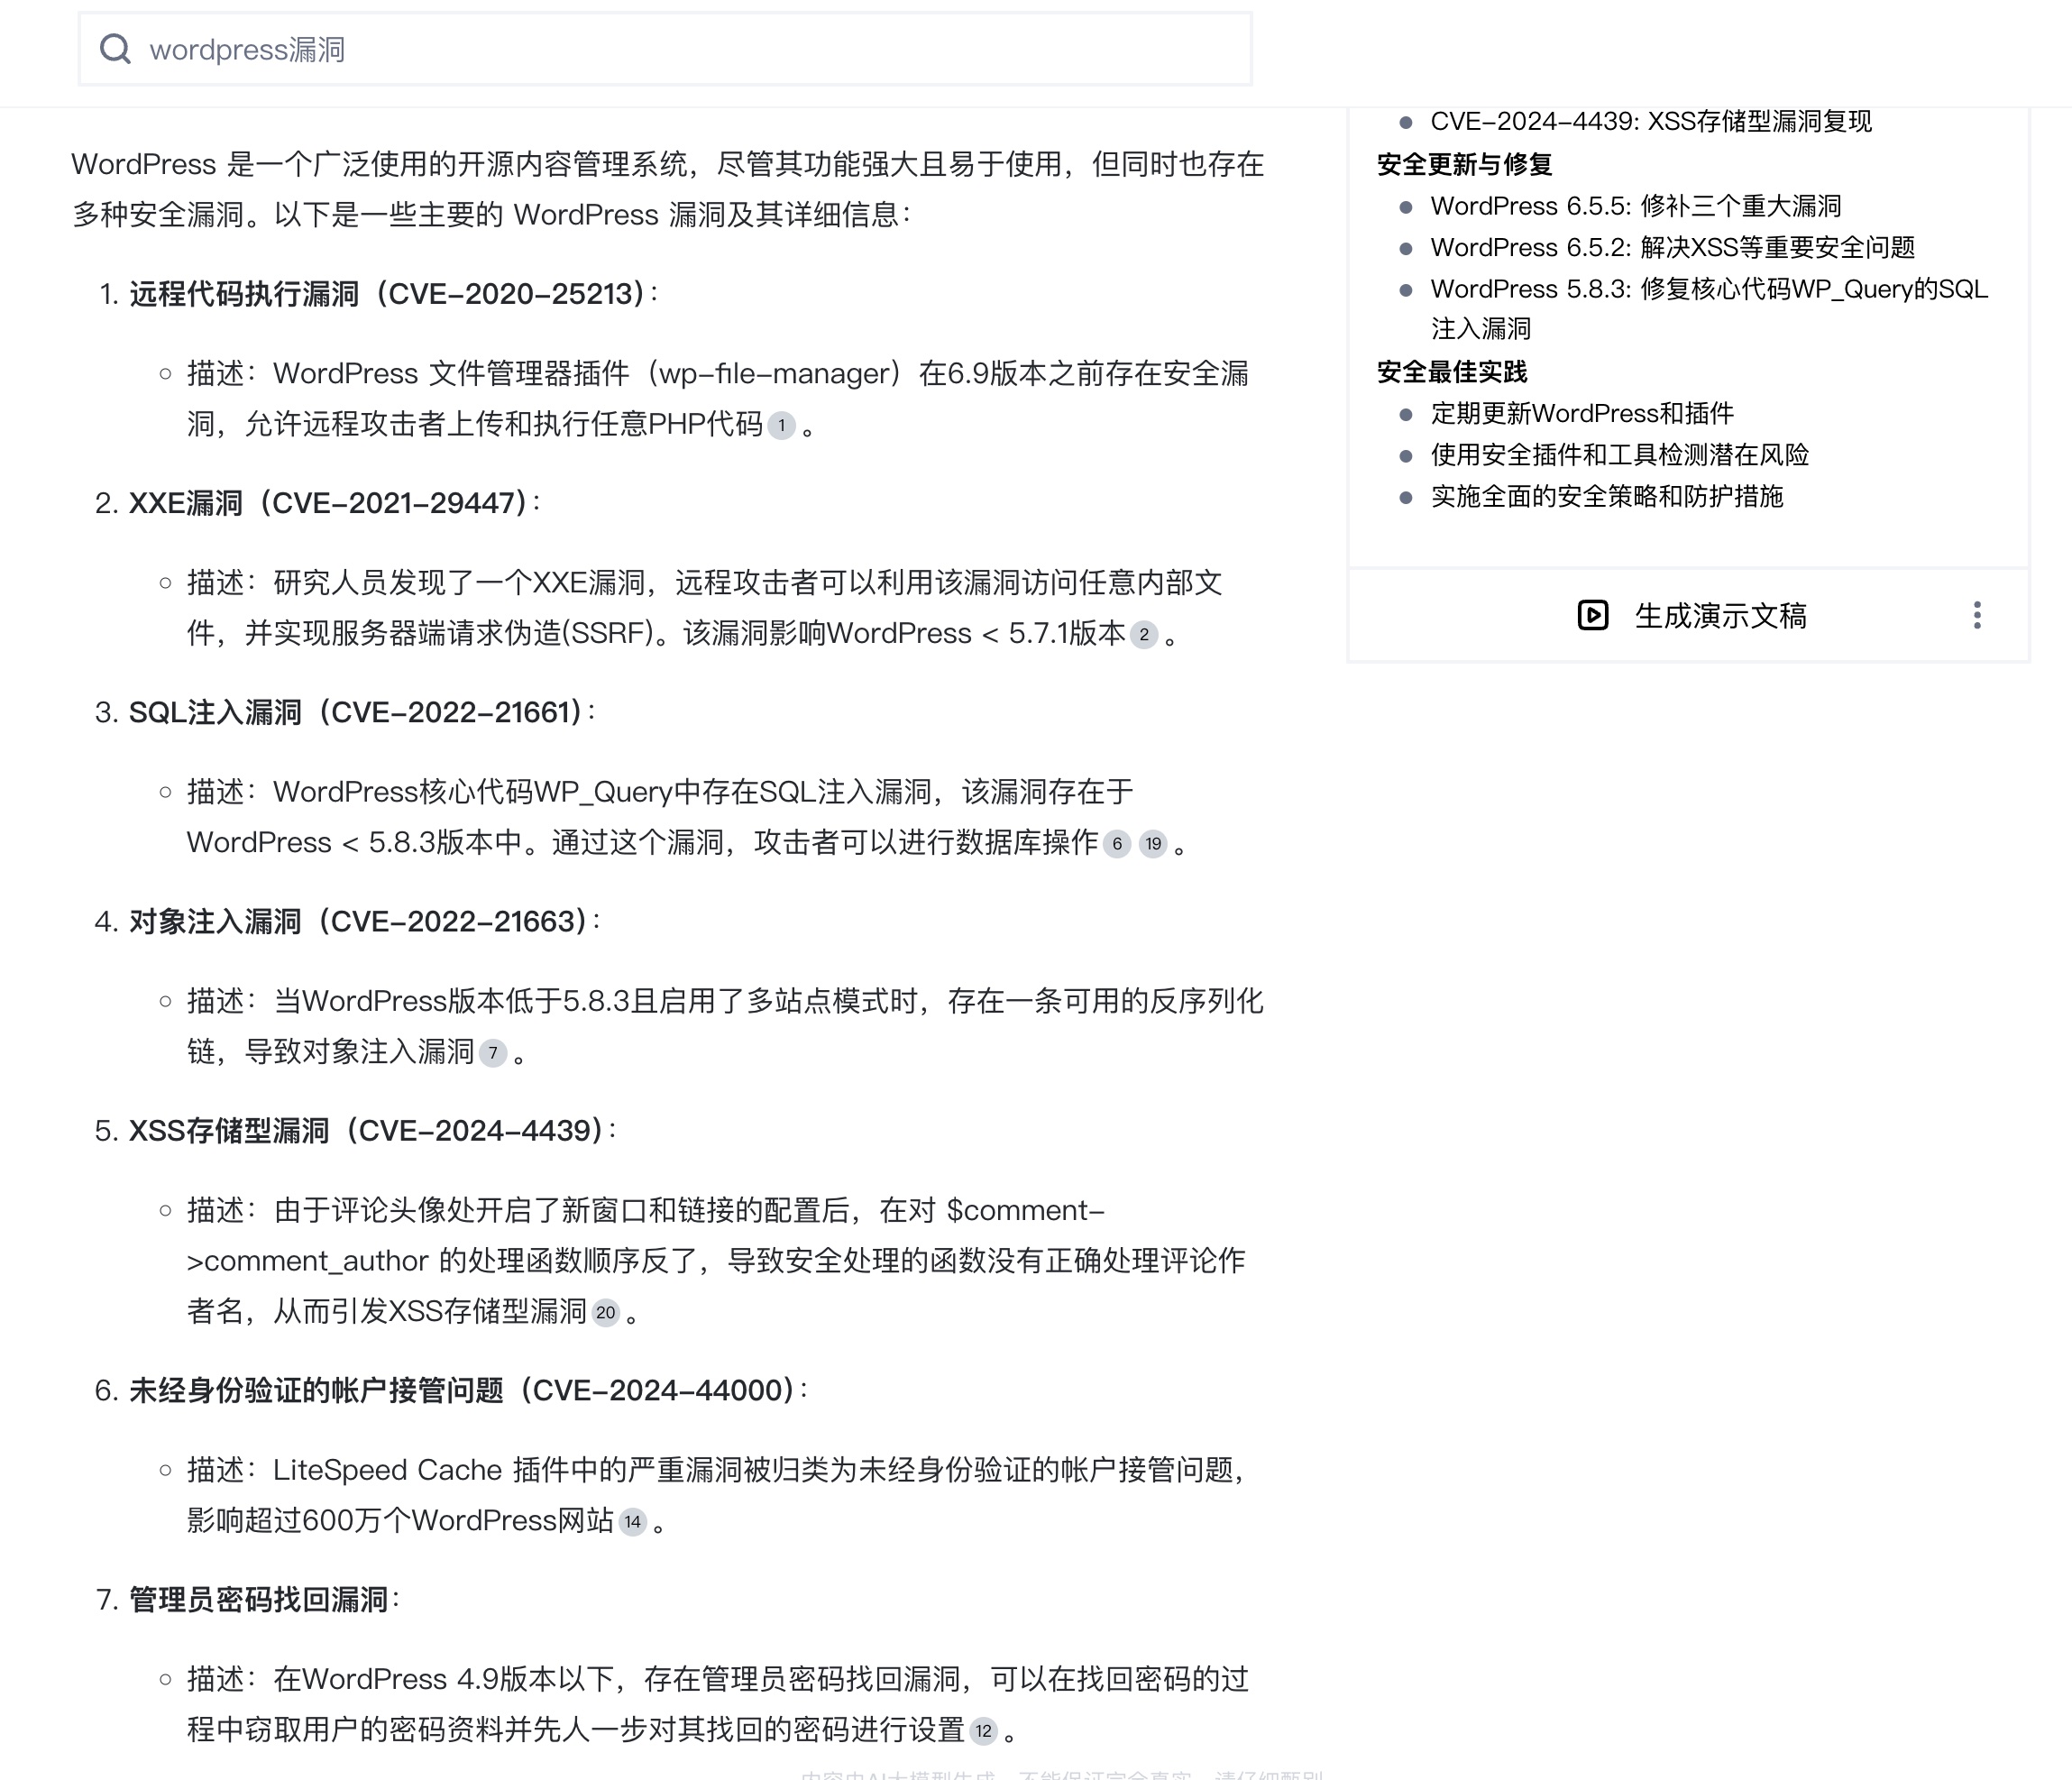 wordpress漏洞
WordPress 是一个广泛使用的开源内容管理系统，尽管其功能强大且易于使用，但同时也存在
多种安全漏洞。以下是一些主要的 WordPress 漏洞及其详细信息：
1. 远程代码执行漏洞（CVE-2020-25213）：
描述：WordPress 文件管理器插件（wp-file-manager）在6.9版本之前存在安全漏
洞，允许远程攻击者上传和执行任意PHP代码 1 。
2. XXE漏洞（CVE-2021-29447）：
描述：研究人员发现了一个XXE漏洞，远程攻击者可以利用该漏洞访问任意内部文
件，并实现服务器端请求伪造(SSRF)。该漏洞影响WordPress < 5.7.1版本 2 。
3. SQL注入漏洞（CVE-2022-21661）：
描述：WordPress核心代码WP_Query中存在SQL注入漏洞，该漏洞存在于
WordPress < 5.8.3版本中。通过这个漏洞，攻击者可以进行数据库操作 6 19 。
4. 对象注入漏洞（CVE-2022-21663）：
描述：当WordPress版本低于5.8.3且启用了多站点模式时，存在一条可用的反序列化
链，导致对象注入漏洞 7 。
5. XSS存储型漏洞（CVE-2024-4439）：
描述：由于评论头像处开启了新窗口和链接的配置后，在对 $comment-
>comment_author 的处理函数顺序反了，导致安全处理的函数没有正确处理评论作
者名，从而引发XSS存储型漏洞 20 。
6. 未经身份验证的帐户接管问题（CVE-2024-44000）：
描述：LiteSpeed Cache 插件中的严重漏洞被归类为未经身份验证的帐户接管问题，
影响超过600万个WordPress网站 14 。
7. 管理员密码找回漏洞：
描述：在WordPress 4.9版本以下，存在管理员密码找回漏洞，可以在找回密码的过
程中窃取用户的密码资料并先人一步对其找回的密码进行设置 12 。
内容由AI大模型生成，不能保证完全真实，请仔细甄别
CVE-2024-4439: XSS存储型漏洞复现
安全更新与修复
WordPress 6.5.5: 修补三个重大漏洞
WordPress 6.5.2: 解决XSS等重要安全问题
WordPress 5.8.3: 修复核心代码WP_Query的SQL
注入漏洞
安全最佳实践
定期更新WordPress和插件
使用安全插件和工具检测潜在风险
实施全面的安全策略和防护措施
生成演示文稿